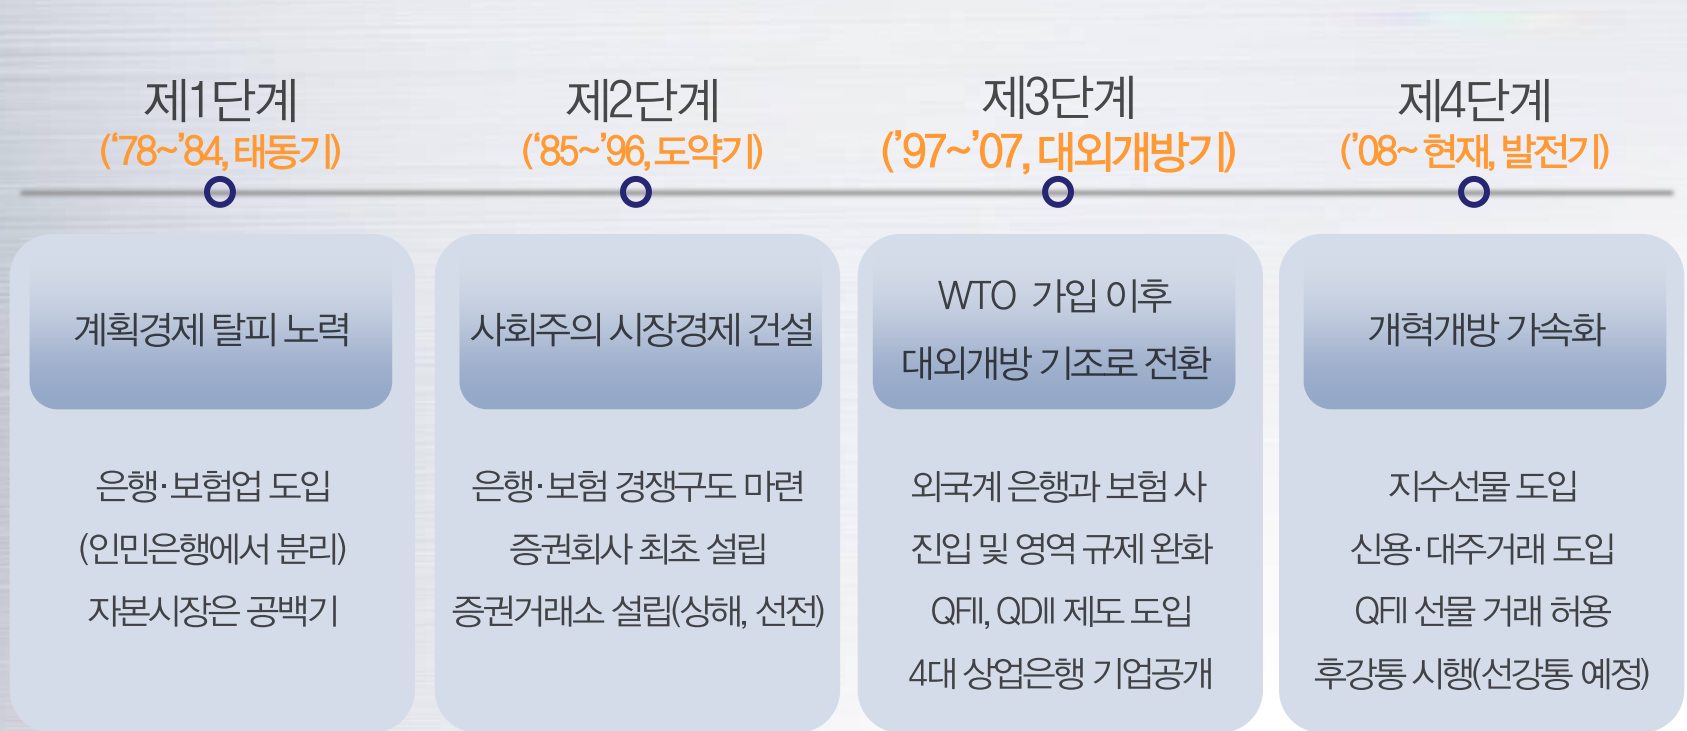 제1단계
(‘78~’84, 태동기)
계획경제 탈피 노력
은행·보험업 도입
(인민은행에서 분리)
자본시장은 공백기
제2단계
(‘85~’96, 도약기)
사회주의 시장경제 건설
은행·보험 경쟁구도 마련
증권회사 최초 설립
증권거래소 설립(상해, 선전)
제3단계
(’97~’07, 대외개방기)
WTO 가입 이후
대외개방 기조로 전환
외국계 은행과 보험 사
진입 및 영역 규제 완화
QFII, QDII 제도 도입
4대 상업은행 기업공개
제4단계
(’08~ 현재, 발전기)
개혁개방 가속화
지수선물 도입
신용·대주거래 도입
QFII 선물 거래 허용
후강통 시행(선강통 예정)